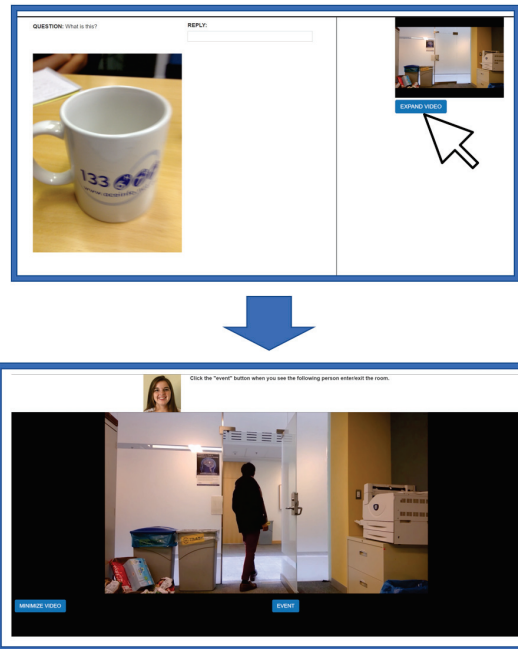 QUESTION: What is this?
REPLY:
133
EXPAND VIDEO
Click the "event" button when you see the following person enter/exit the room.
MINIMIZE VIDEO
EVENT